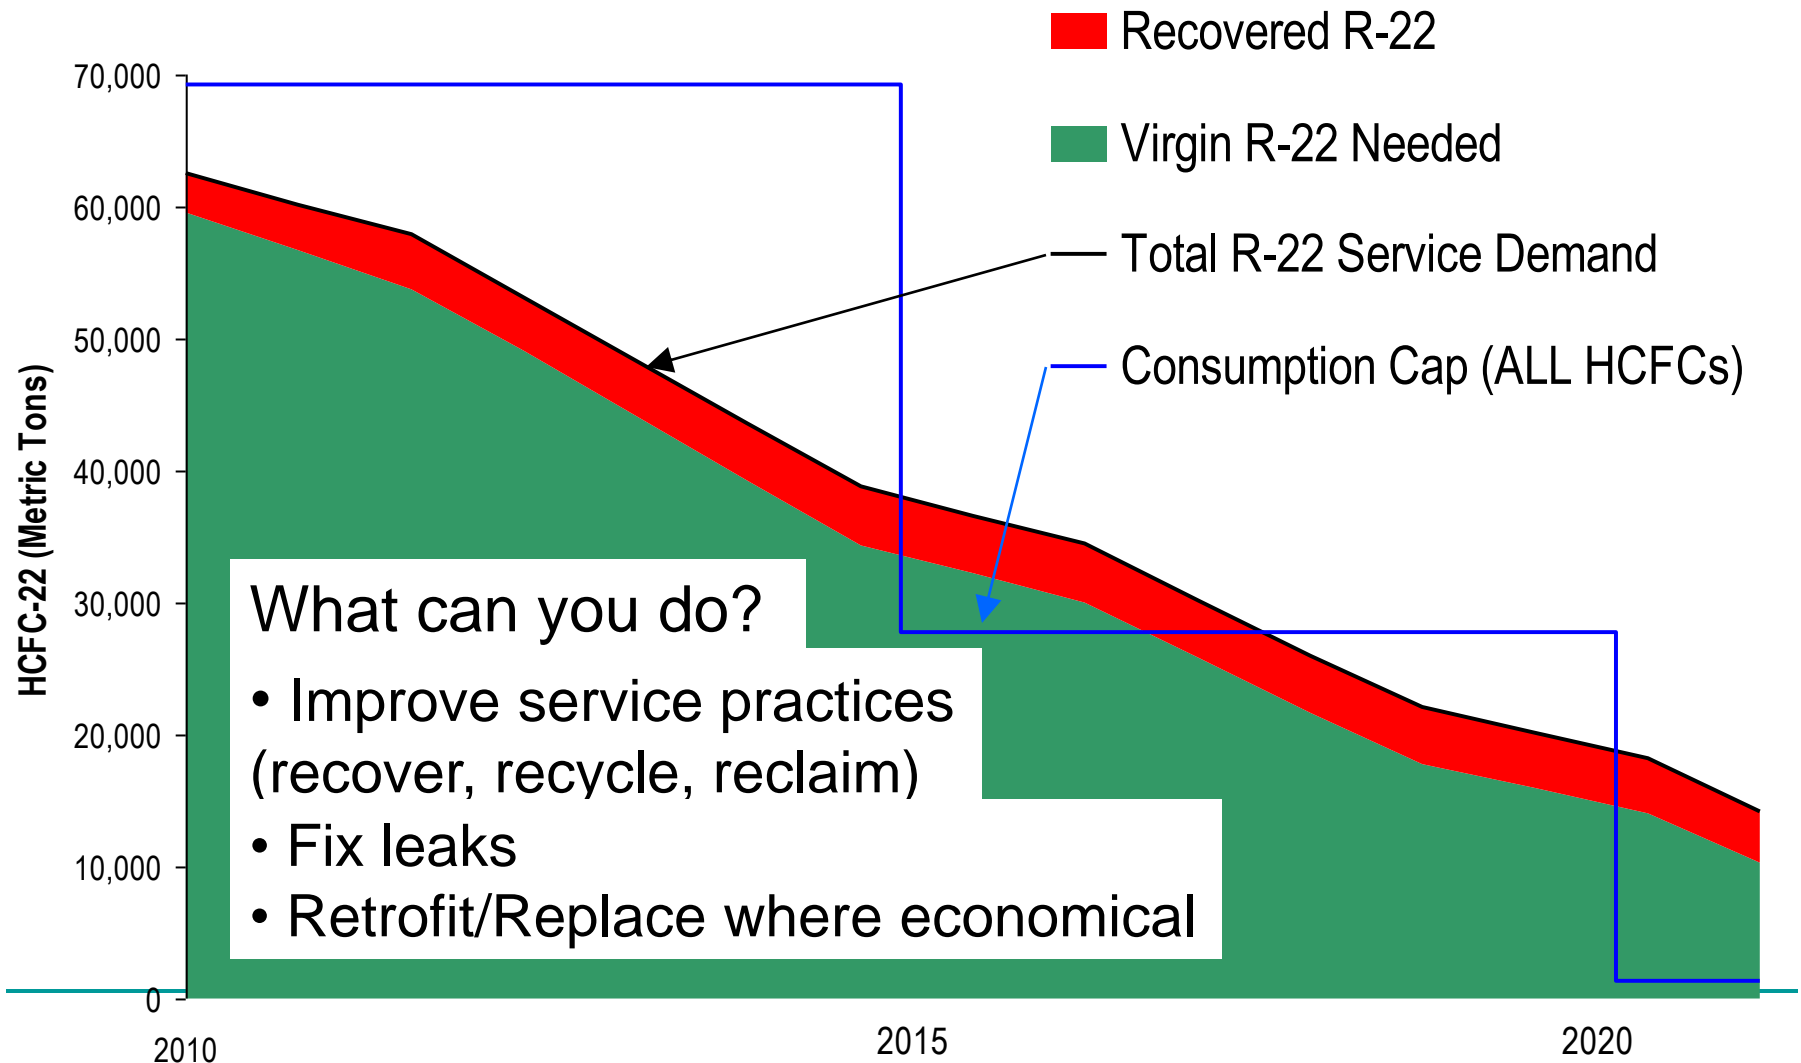 Recovered R-22
Virgin R-22 Needed
Total R-22 Service Demand
Consumption Cap (ALL HCFCs)
HCFC-22 (Metric Tons)
70,000
60,000
50,000
40,000
30,000
20,000
10,000
0
What can you do?
• Improve service practices
(recover, recycle, reclaim)
• Fix leaks
• Retrofit/Replace where economical
2010
2015
2020